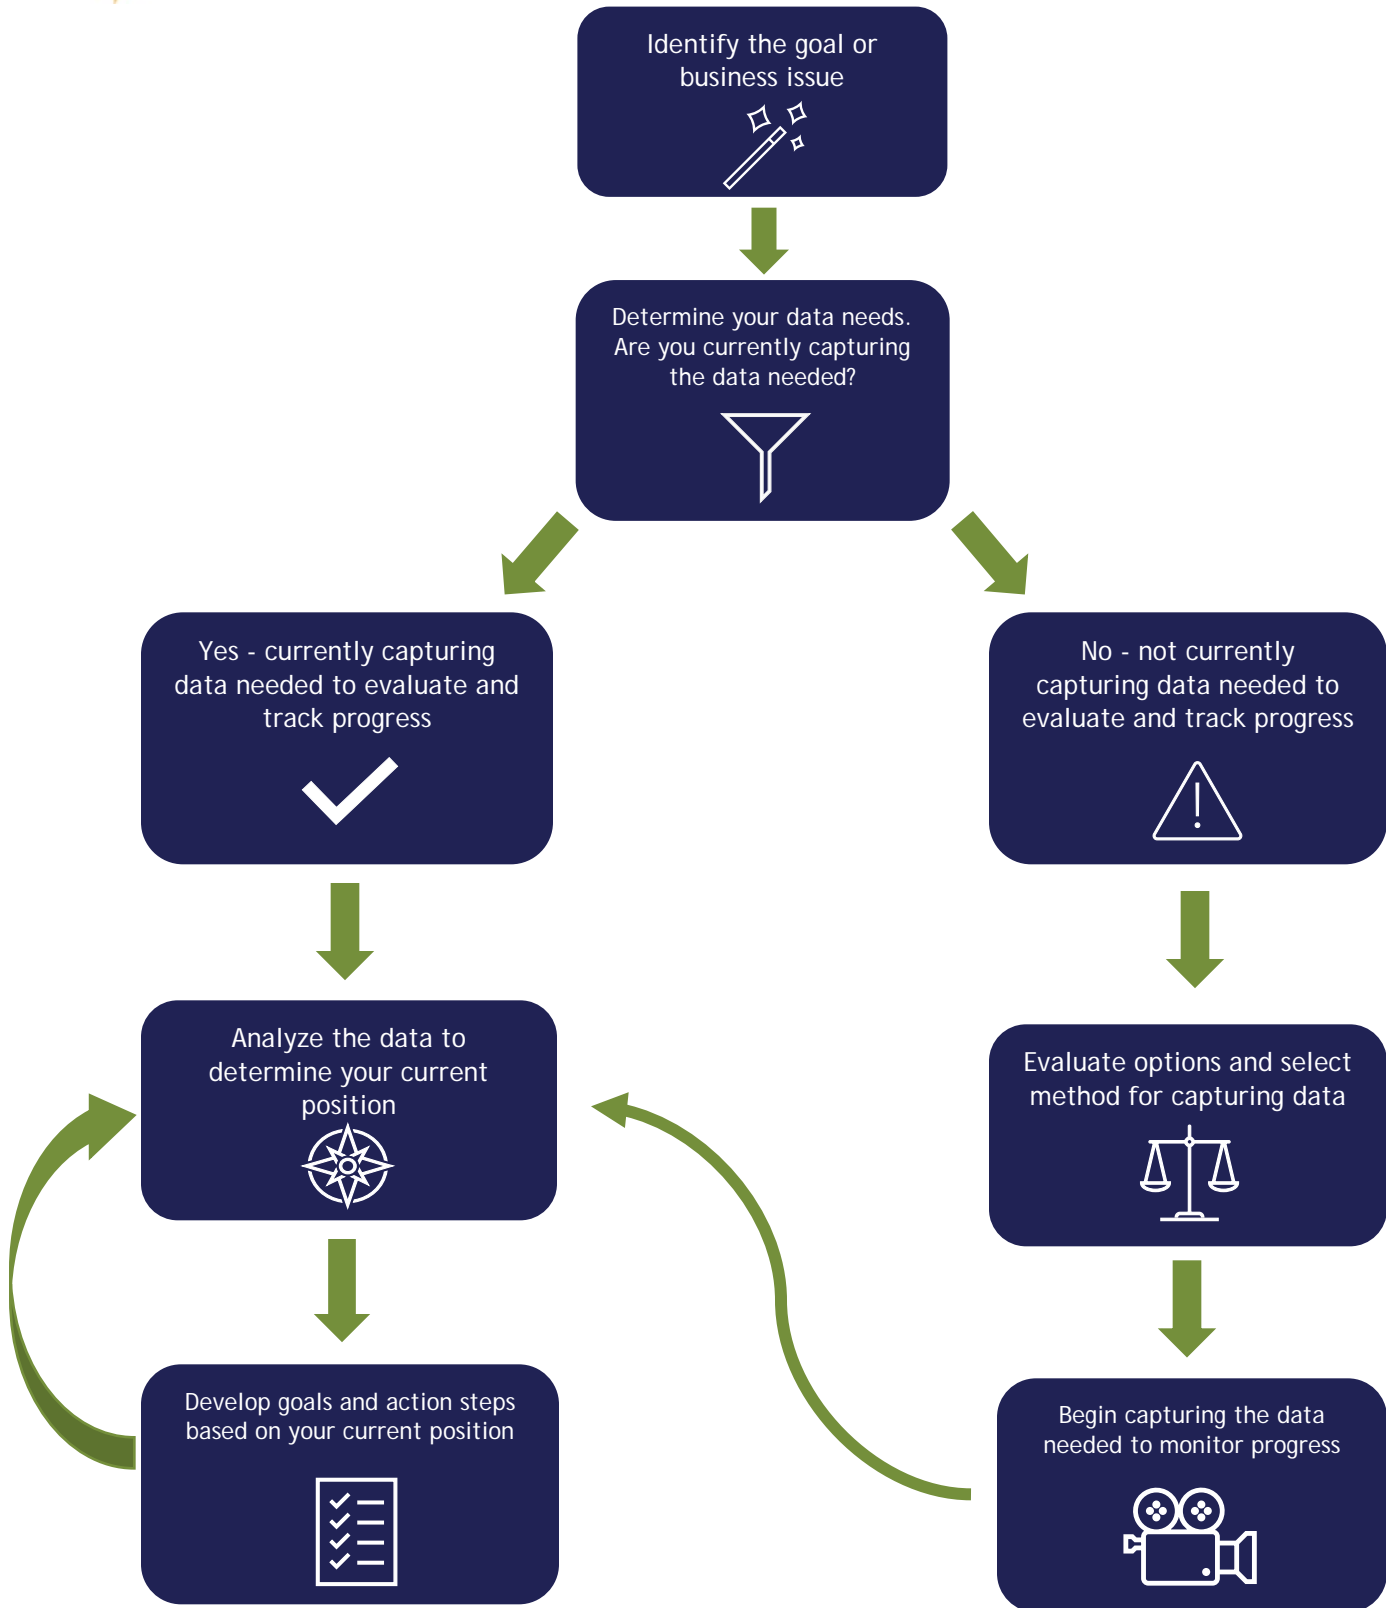 Identify the goal or
business issue
Determine your data needs.
Are you currently capturing
the data needed?
Yes - currently capturing
data needed to evaluate and
track progress
No - not currently
capturing data needed to
evaluate and track progress
Analyze the data to
determine your current
position
Evaluate options and select
method for capturing data
Develop goals and action steps
based on your current position
Begin capturing the data
needed to monitor progress